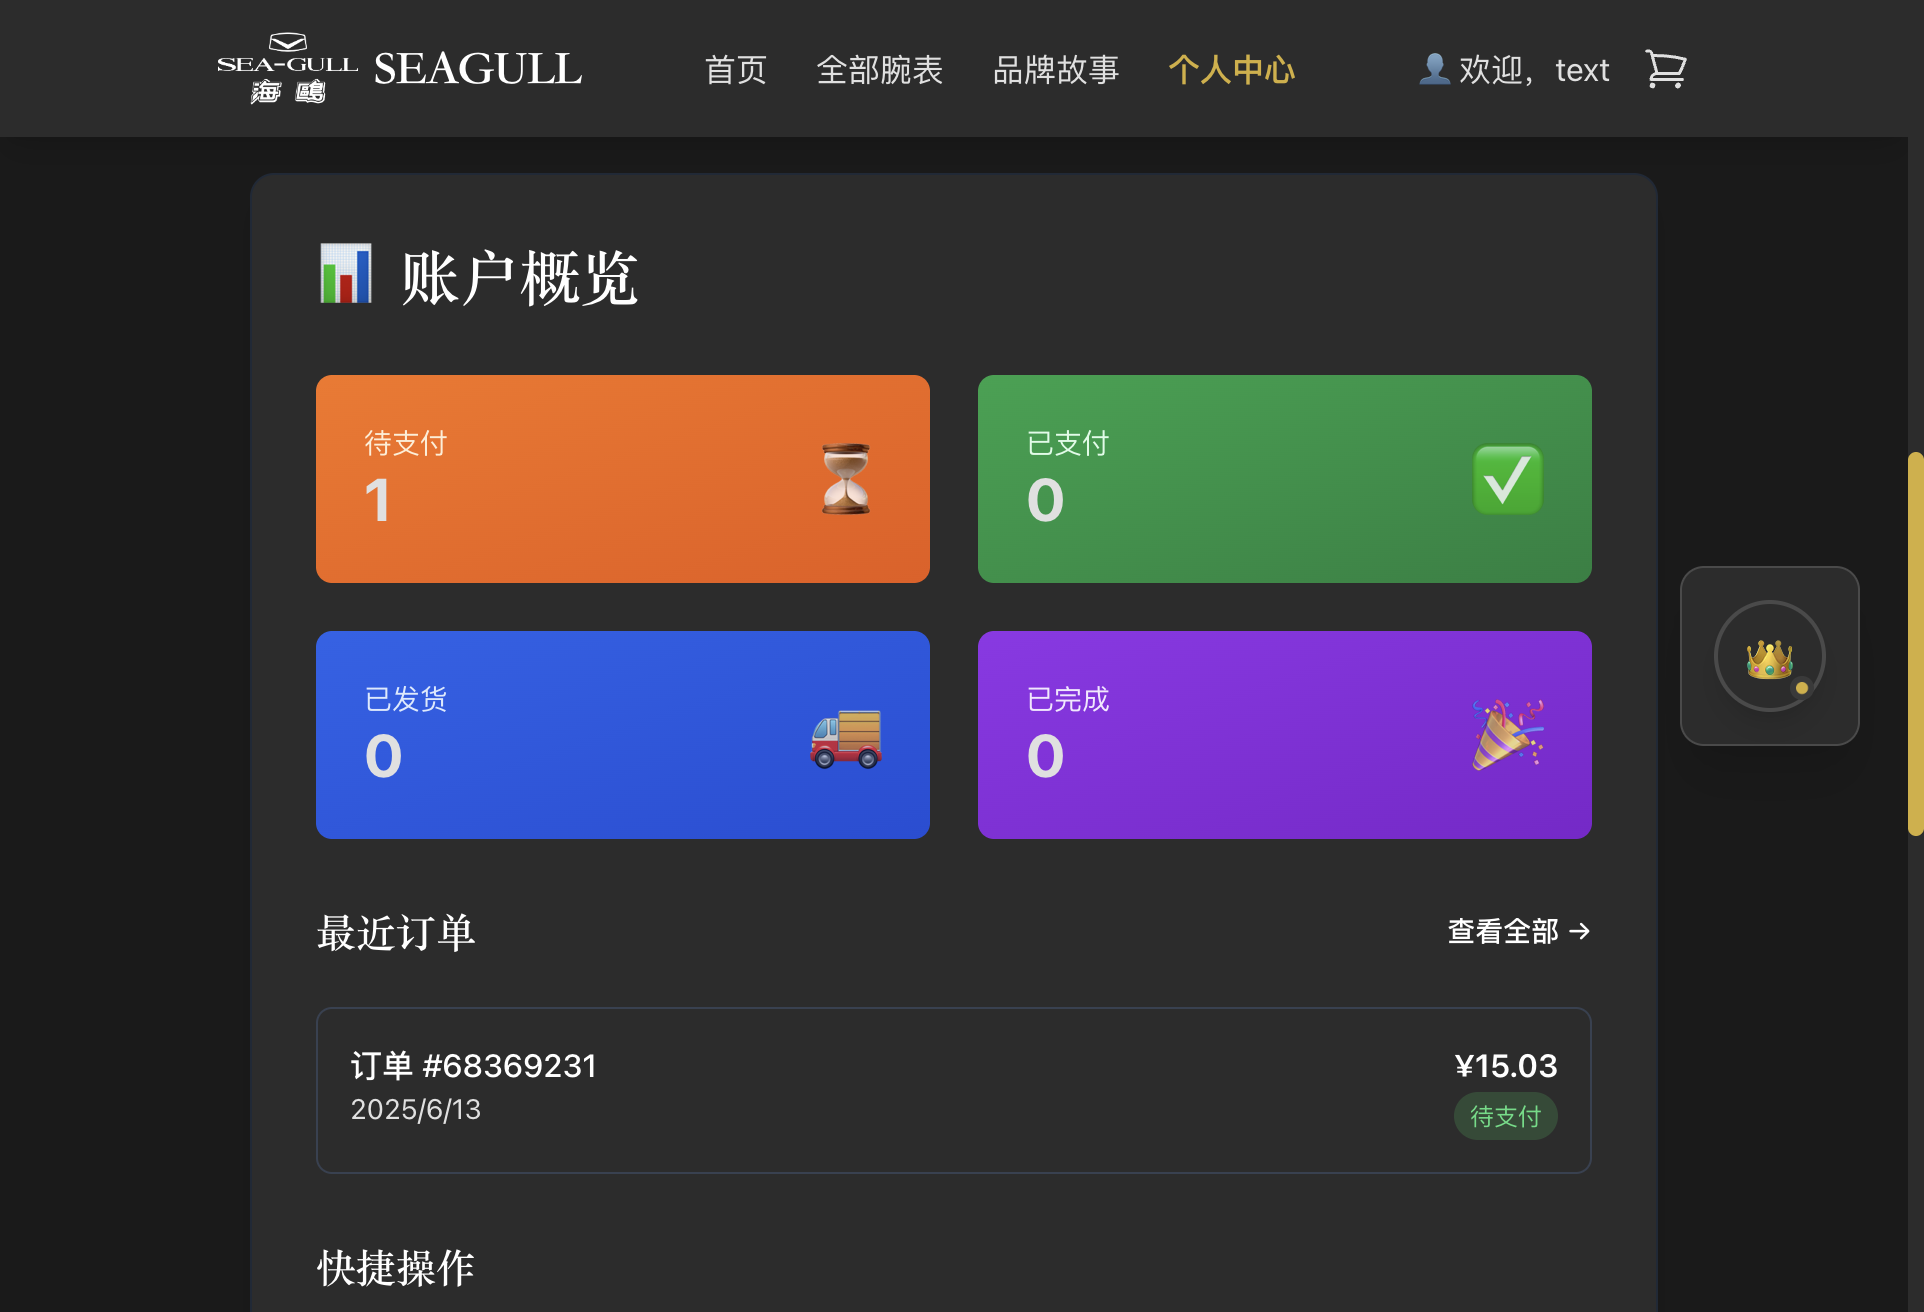 SEA-GULL
海鷗
SEAGULL
首页
全部腕表
品牌故事
个人中心
欢迎，text
账户概览
待支付
1
已支付
0
已发货
0
已完成
0
最近订单
查看全部 →
订单 #68369231
¥15.03
2025/6/13
待支付
快捷操作